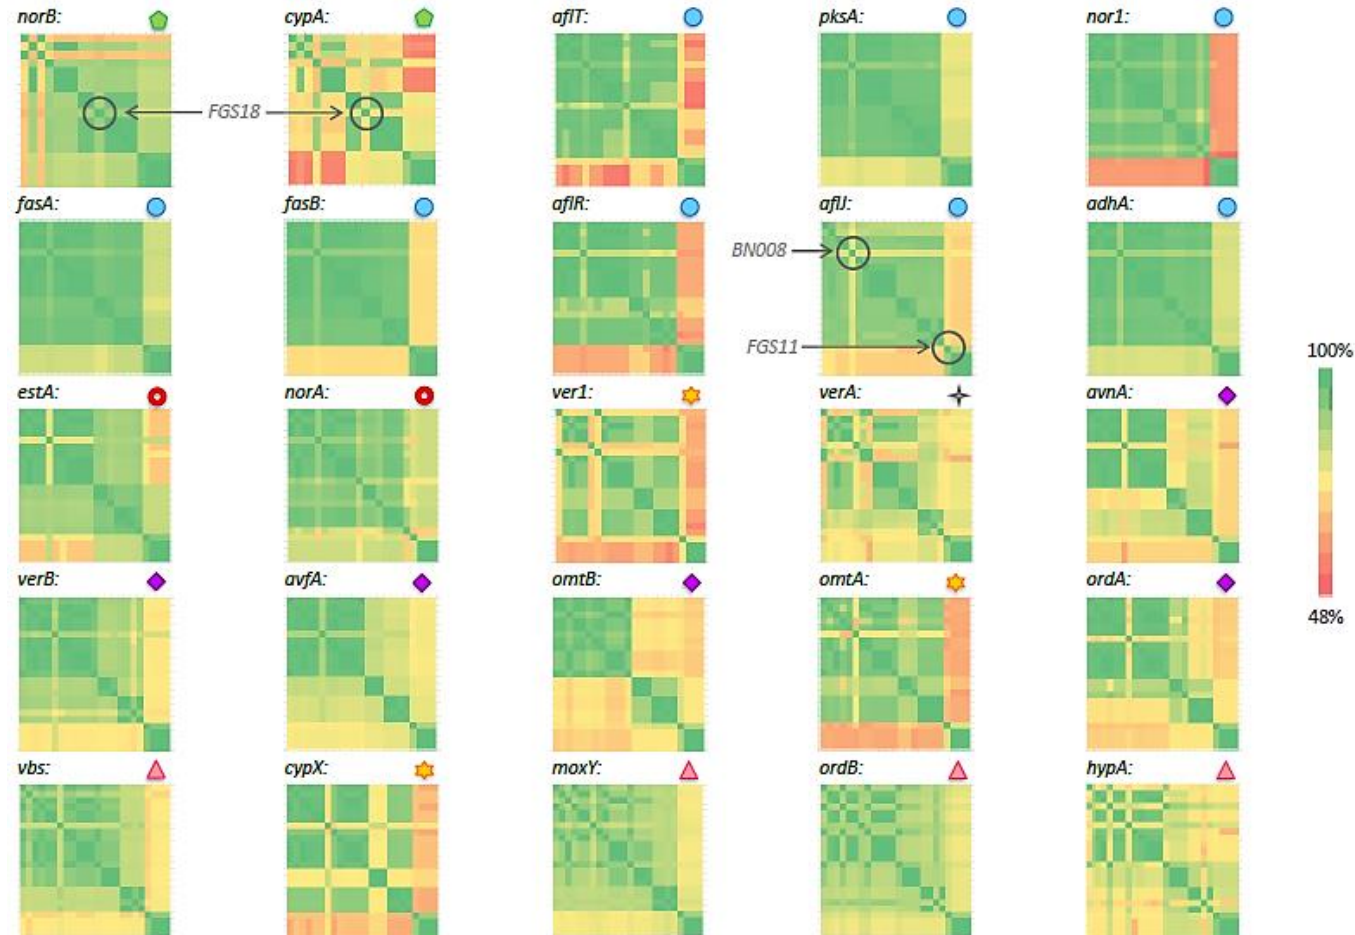 norB: cypA: aflT: pksA: nor1:
FGS18
fasA: fasB: aflR: aflJ: adhA:
BN008
FGS11
100%
estA: norA: ver1: verA: avnA:
verB: avfA: omtB: omtA: ordA:
48%
vbs: cypX: moxY: ordB: hypA: